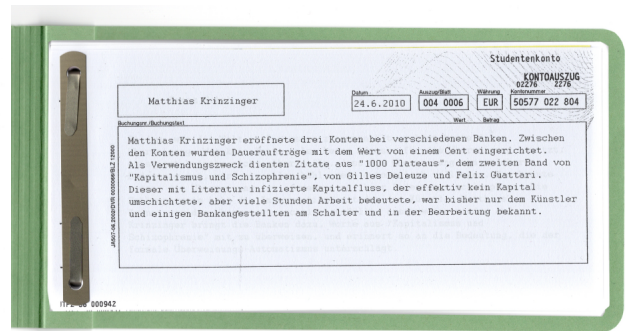 Studentenkonto
KONTOAUSZUG
02276 2276
Datum Auszug/Blatt Währung Kontonummer
Matthias Krinzinger 24.6.2010 004 0006 EUR 50577 022 804
Buchungsnr./Buchungstext Wert Betrag
Matthias Krinzinger eröffnete drei Konten bei verschiedenen Banken. Zwischen
den Konten wurden Daueraufträge mit dem Wert von einem Cent eingerichtet.
Als Verwendungszweck dienten Zitate aus "1000 Plateaus", dem zweiten Band von
"Kapitalismus und Schizophrenie", von Gilles Deleuze und Felix Guattari.
Dieser mit Literatur infizierte Kapitalfluss, der effektiv kein Kapital
umschichtete, aber viele Stunden Arbeit bedeutete, war bisher nur dem Künstler
und einigen Bankangestellten am Schalter und in der Bearbeitung bekannt.
000942